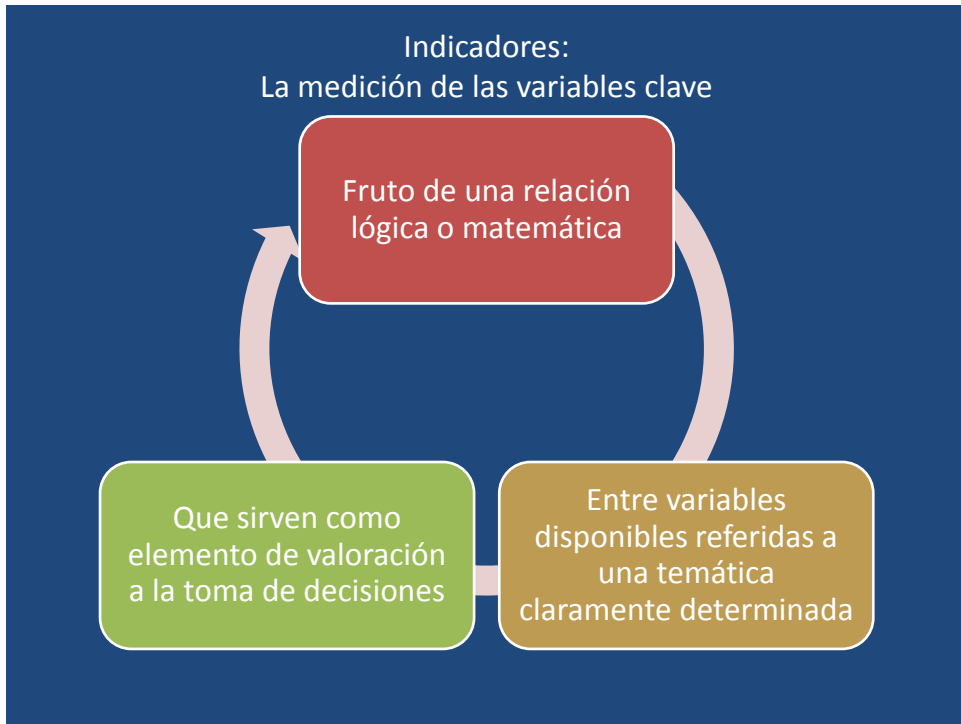 Indicadores:
La medición de las variables clave
Fruto de una relación
lógica o matemática
Entre variables
disponibles referidas a
una temática
claramente determinada
Que sirven como
elemento de valoración
a la toma de decisiones